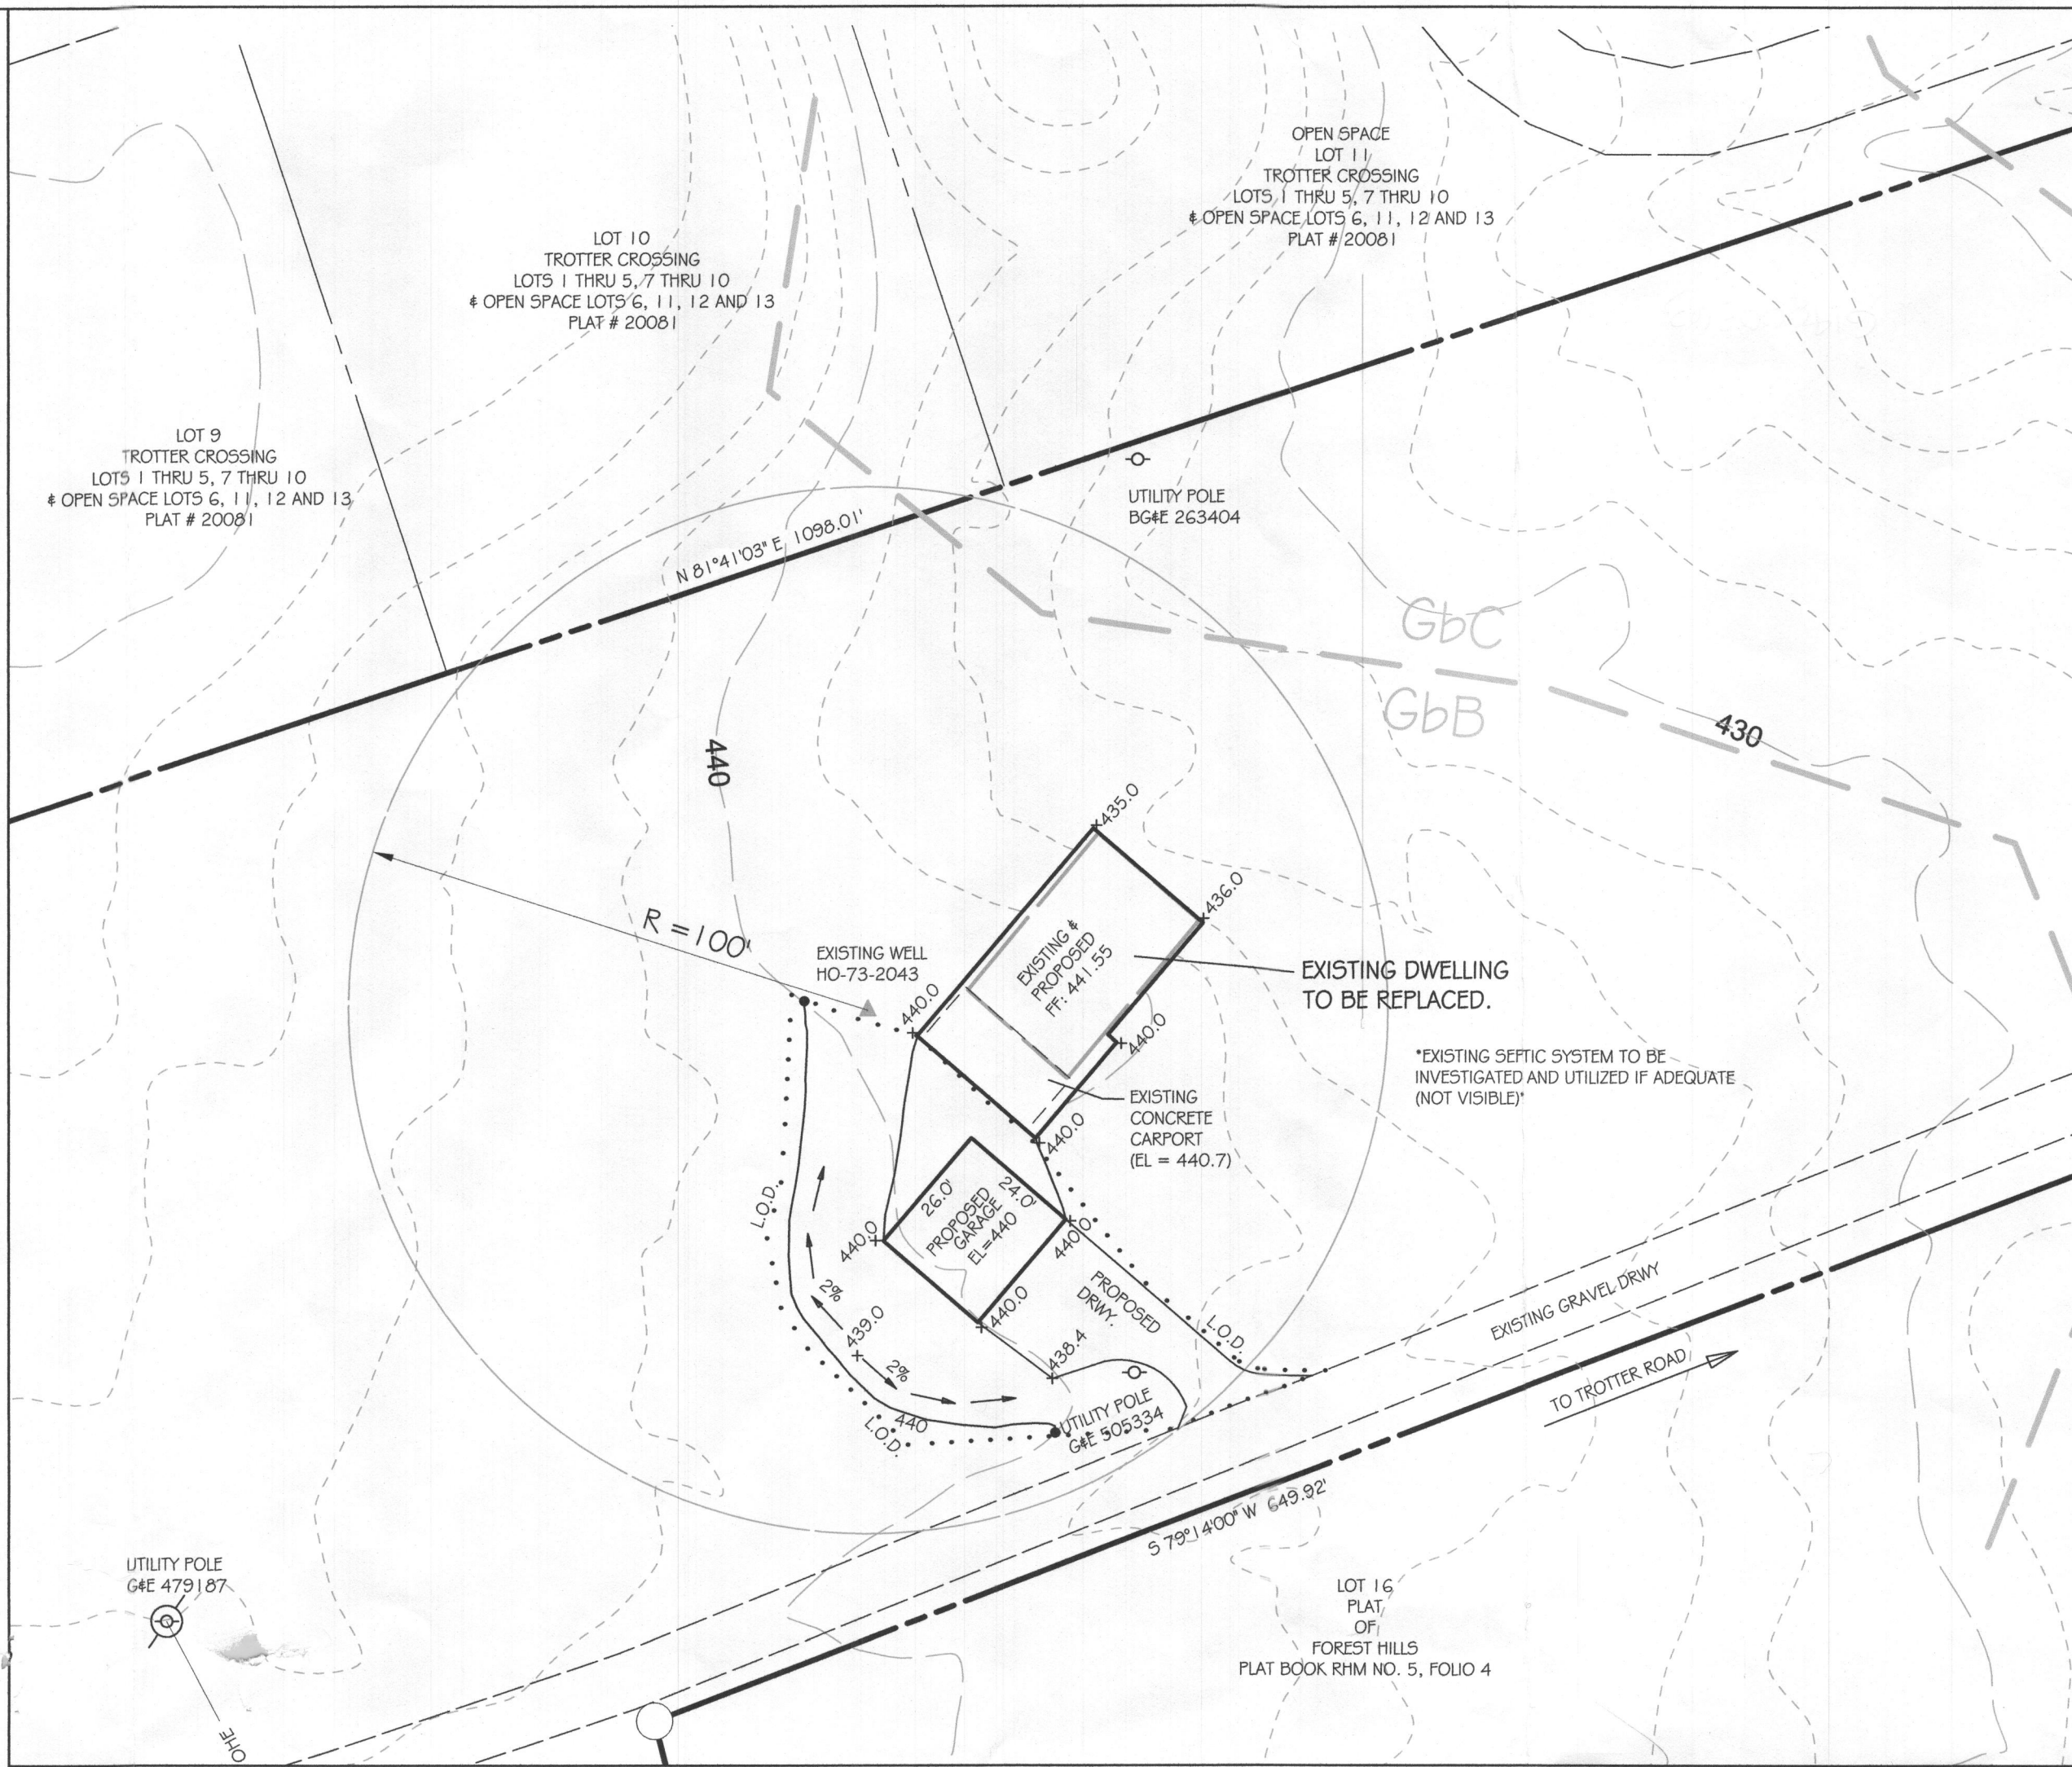 OPEN SPACE
LOT 11
TROTTER CROSSING
LOTS 1 THRU 5, 7 THRU 10
& OPEN SPACE LOTS 6, 11, 12 AND 13
PLAT # 20081
LOT 10
TROTTER CROSSING
LOTS 1 THRU 5, 7 THRU 10
& OPEN SPACE LOTS 6, 11, 12 AND 13
PLAT # 20081
LOT 9
TROTTER CROSSING
LOTS 1 THRU 5, 7 THRU 10
& OPEN SPACE LOTS 6, 11, 12 AND 13
PLAT # 20081
UTILITY POLE
BG&E 263404
N 81°41'03" E 1098.01'
GbC
GbB
430
440
435.0
436.0
R = 100'
EXISTING WELL
HO-73-2043
440.0
EXISTING &
PROPOSED
FF: 441.55
EXISTING DWELLING
TO BE REPLACED.
440.0
*EXISTING SEPTIC SYSTEM TO BE
INVESTIGATED AND UTILIZED IF ADEQUATE
(NOT VISIBLE)*
EXISTING
CONCRETE
CARPORT
(EL = 440.7)
440.0
L.O.D.
26.0'
24.0'
PROPOSED
GARAGE
EL=440
440.0
440.0
440.0
PROPOSED
DRWY.
2%
439.0
2%
438.4
L.O.D.
440
L.O.D.
UTILITY POLE
G&E 505334
EXISTING GRAVEL DRWY
TO TROTTER ROAD
S 79°14'00" W 649.92'
UTILITY POLE
G&E 479187
OHE
LOT 16
PLAT
OF
FOREST HILLS
PLAT BOOK RHM NO. 5, FOLIO 4